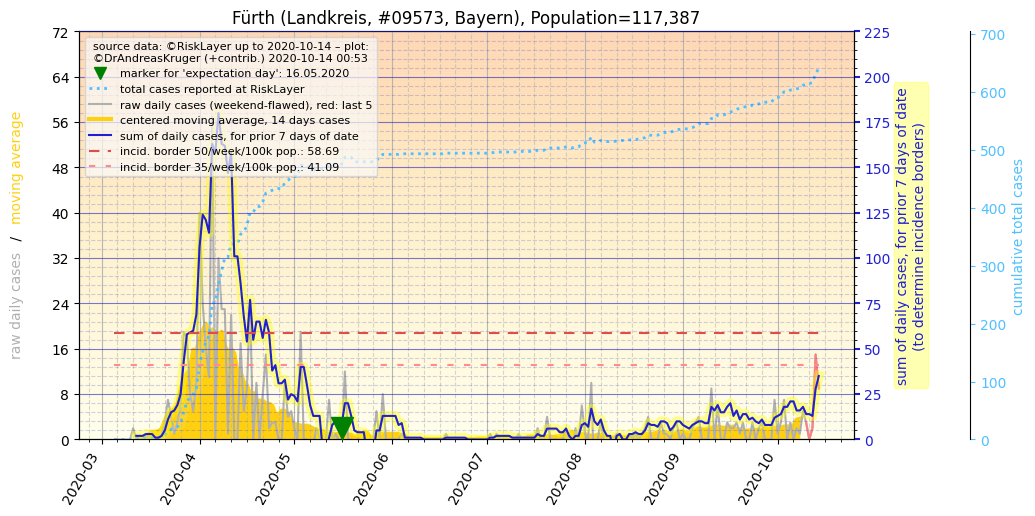 Fürth (Landkreis, #09573, Bayern), Population=117,387
source data: ©RiskLayer up to 2020-10-14 – plot:
©DrAndreasKruger (+contrib.) 2020-10-14 00:53
marker for 'expectation day': 16.05.2020
total cases reported at RiskLayer
raw daily cases (weekend-flawed), red: last 5
centered moving average, 14 days cases
sum of daily cases, for prior 7 days of date
incid. border 50/week/100k pop.: 58.69
incid. border 35/week/100k pop.: 41.09
raw daily cases / moving average
72
64
56
48
40
32
24
16
8
0
2020-03
2020-04
2020-05
2020-06
2020-07
2020-08
2020-09
2020-10
225
200
175
150
125
100
75
50
25
0
sum of daily cases, for prior 7 days of date
(to determine incidence borders)
700
600
500
400
300
200
100
0
cumulative total cases